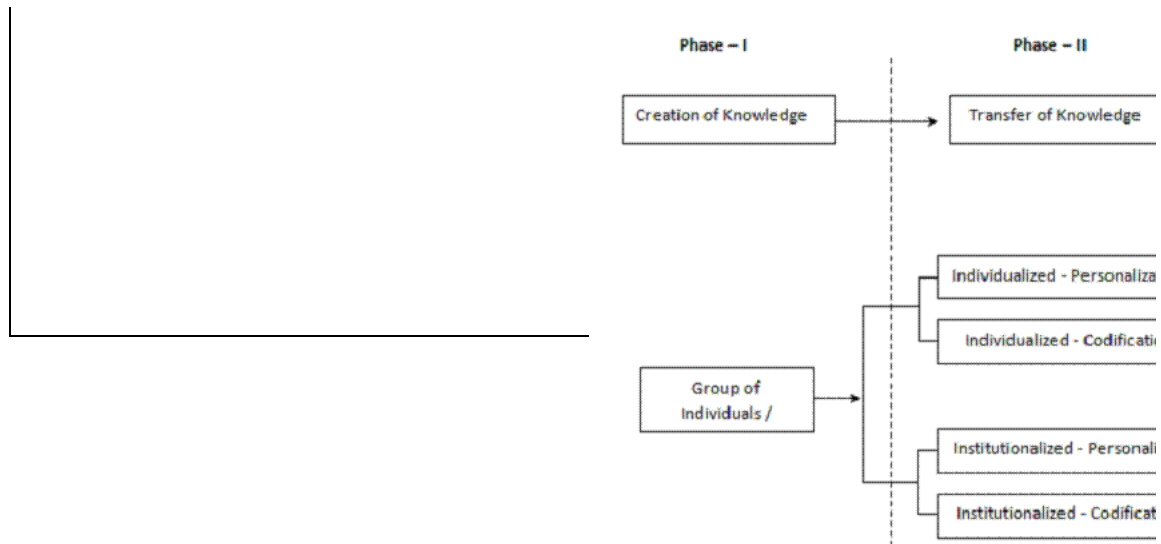 Phase – I
Phase – II
Creation of Knowledge
Transfer of Knowledge
Individualized - Personaliza
Individualized - Codificatio
Group of
Individuals /
Institutionalized - Personali
Institutionalized - Codificat